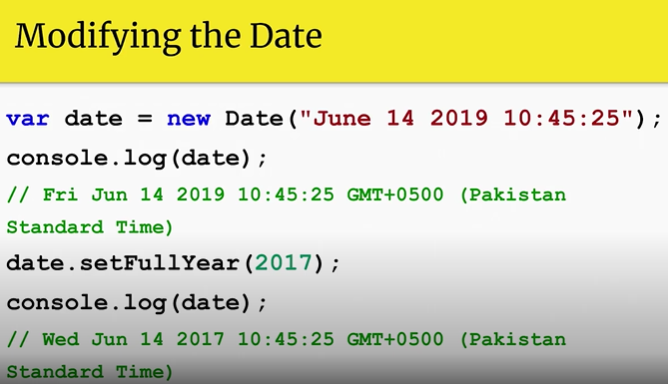 Modifying the Date
var date = new Date("June 14 2019 10:45:25");
console.log(date);
// Fri Jun 14 2019 10:45:25 GMT+0500 (Pakistan
Standard Time)
date.setFullYear(2017);
console.log(date);
// Wed Jun 14 2017 10:45:25 GMT+0500 (Pakistan
Standard Time)